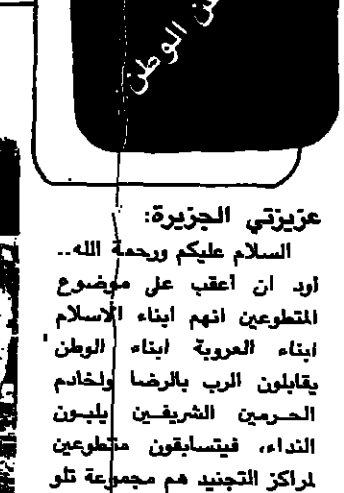 ن الوطن
عزيزتي الجزيرة:
السلام عليكم ورحمة الله..
أود ان أعقب على موضوع
المتطوعين انهم ابناء الاسلام
ابناء العروبة ابناء الوطن
يقابلون الرب بالرضا ولخادم
الحرمين الشريفين يلبون
النداء، فيتسابقون متطوعين
لمراكز التجنيد هم مجموعة تلو